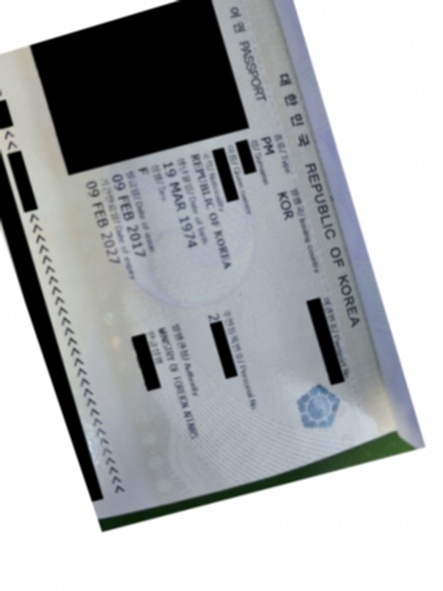 대한민국 REPUBLIC OF KOREA
여권 PASSPORT
종류/Type 발행국/Issuing country 여권번호/Passport No.
PM KOR
성/Surname
이름/Given names
국적/Nationality
REPUBLIC OF KOREA
생년월일/Date of birth 주민등록번호/Personal No.
19 MAR 1974 2
성별/Sex 발행관청/Authority
F MINISTRY OF FOREIGN AFFAIRS
발급일/Date of issue
09 FEB 2017
기간만료일/Date of expiry
09 FEB 2027